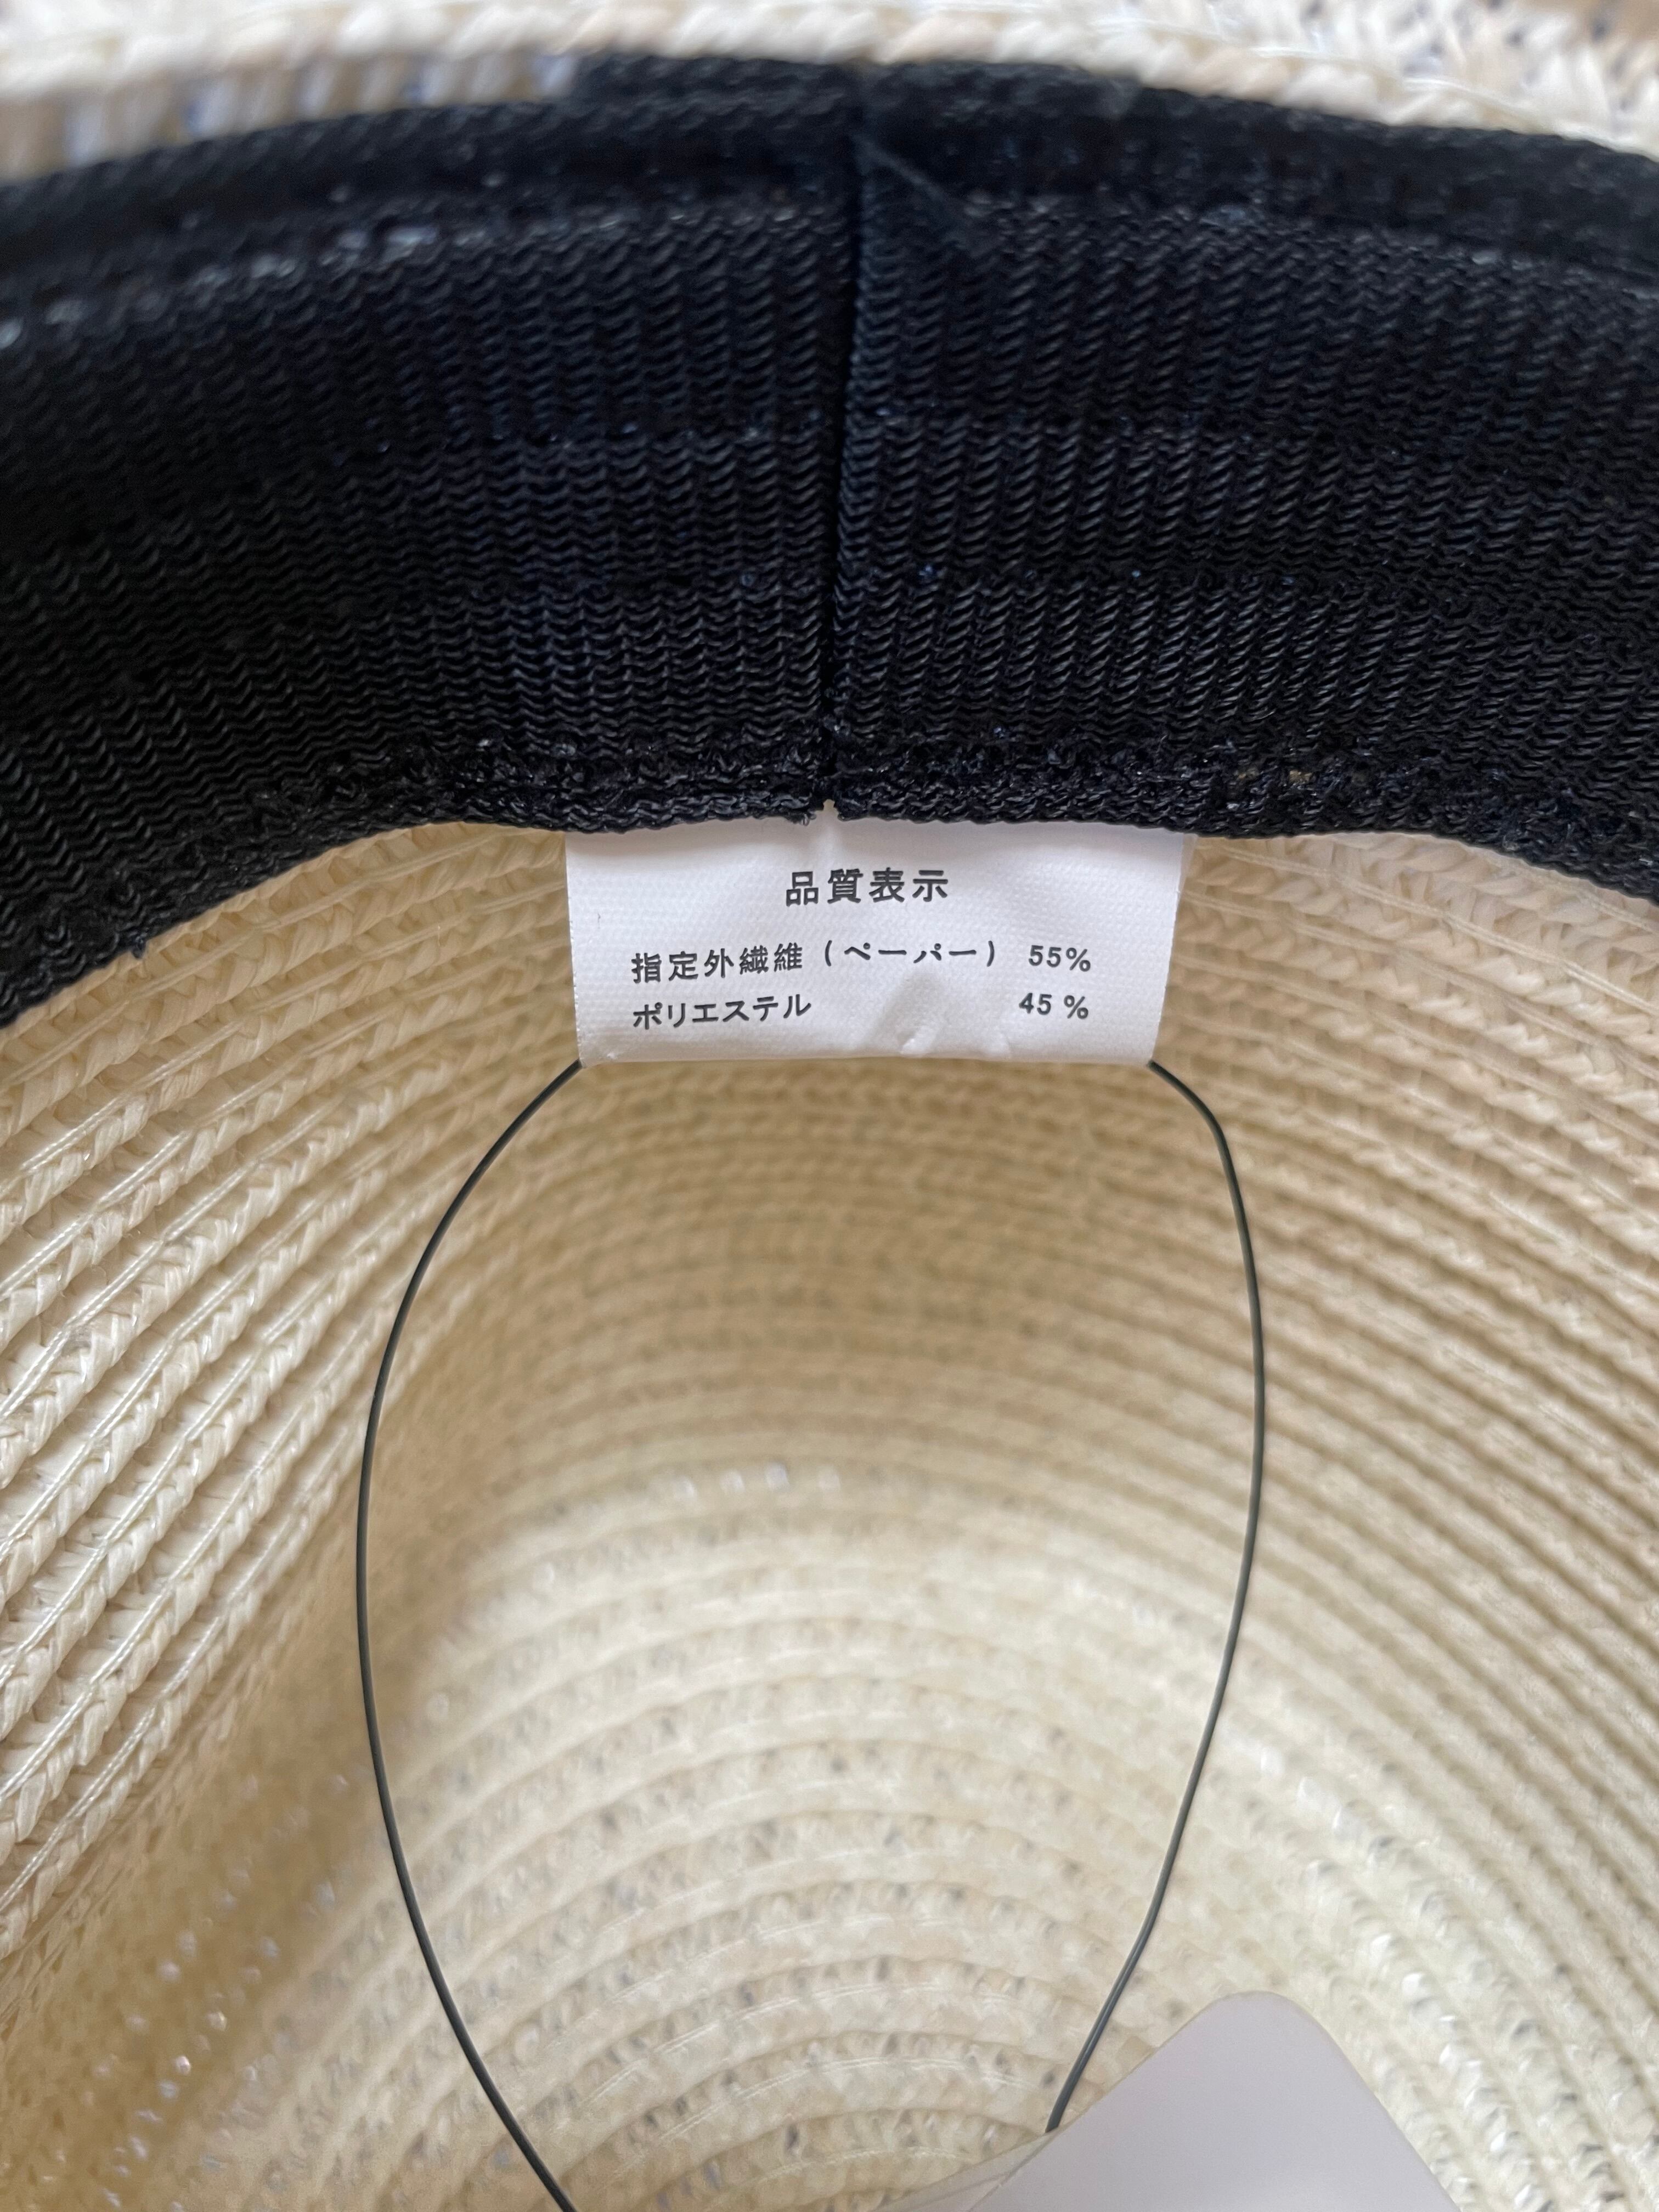 品質表示
指定外繊維（ペーパー） 55%
ポリエステル 45 %